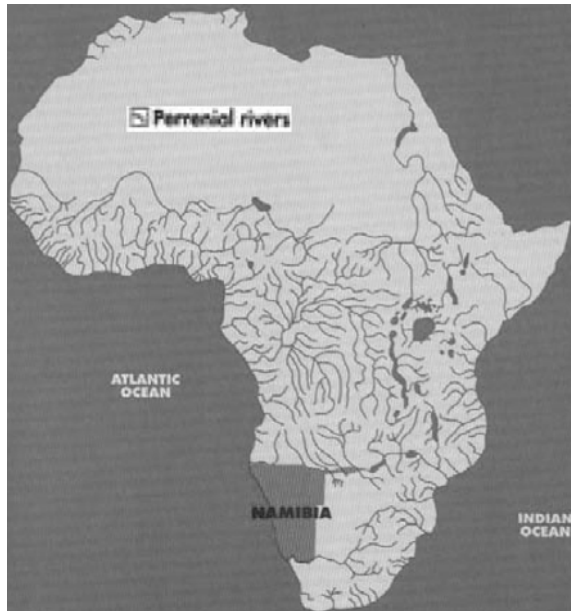 Perrenial rivers
ATLANTIC
OCEAN
NAMIBIA
INDIAN
OCEAN